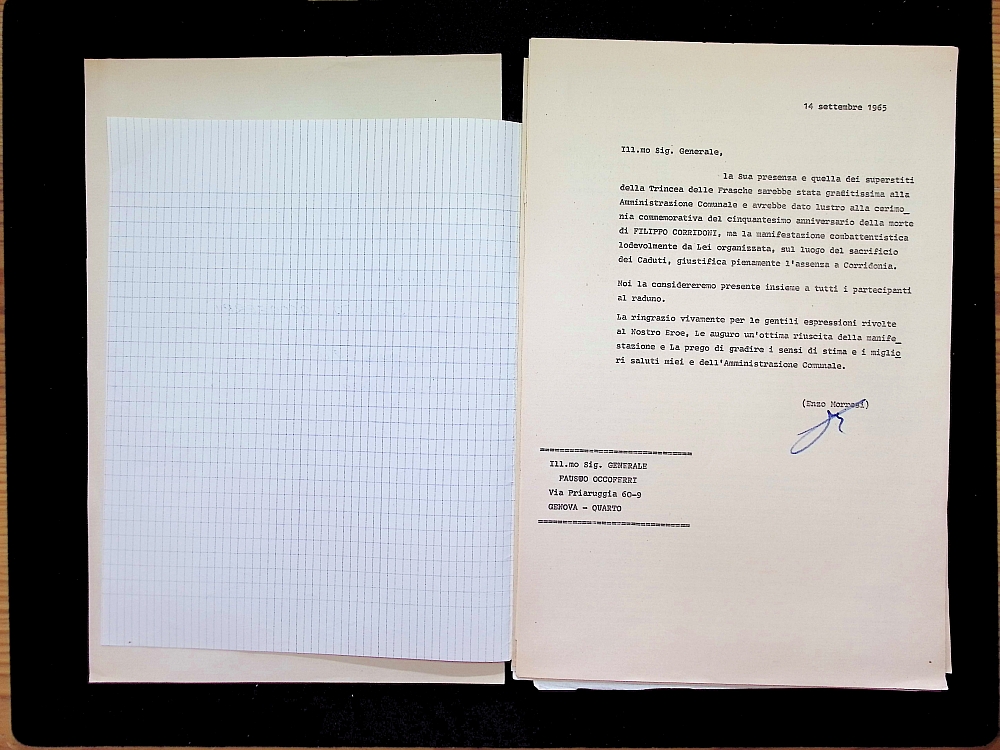 14 settembre 1965
Ill.mo Sig. Generale,
la Sua presenza e quella dei superstiti
della Trincea delle Frasche sarebbe stata graditissima alla
Amministrazione Comunale e avrebbe dato lustro alla cerimo_
nia commemorativa del cinquantesimo anniversario della morte
di FILIPPO CORRIDONI, ma la manifestazione combattentistica
lodevolmente da Lei organizzata, sul luogo del sacrificio
dei Caduti, giustifica pienamente l'assenza a Corridonia.
Noi la considereremo presente insieme a tutti i partecipanti
al raduno.
La ringrazio vivamente per le gentili espressioni rivolte
al Nostro Eroe, Le auguro un'ottima riuscita della manife_
stazione e La prego di gradire i sensi di stima e i miglio
ri saluti miei e dell'Amministrazione Comunale.
(Enzo Morresi)
================================
Ill.mo Sig. GENERALE
FAUSTO OCCOFERRI
Via Priaruggia 60-9
GENOVA - QUARTO
================================